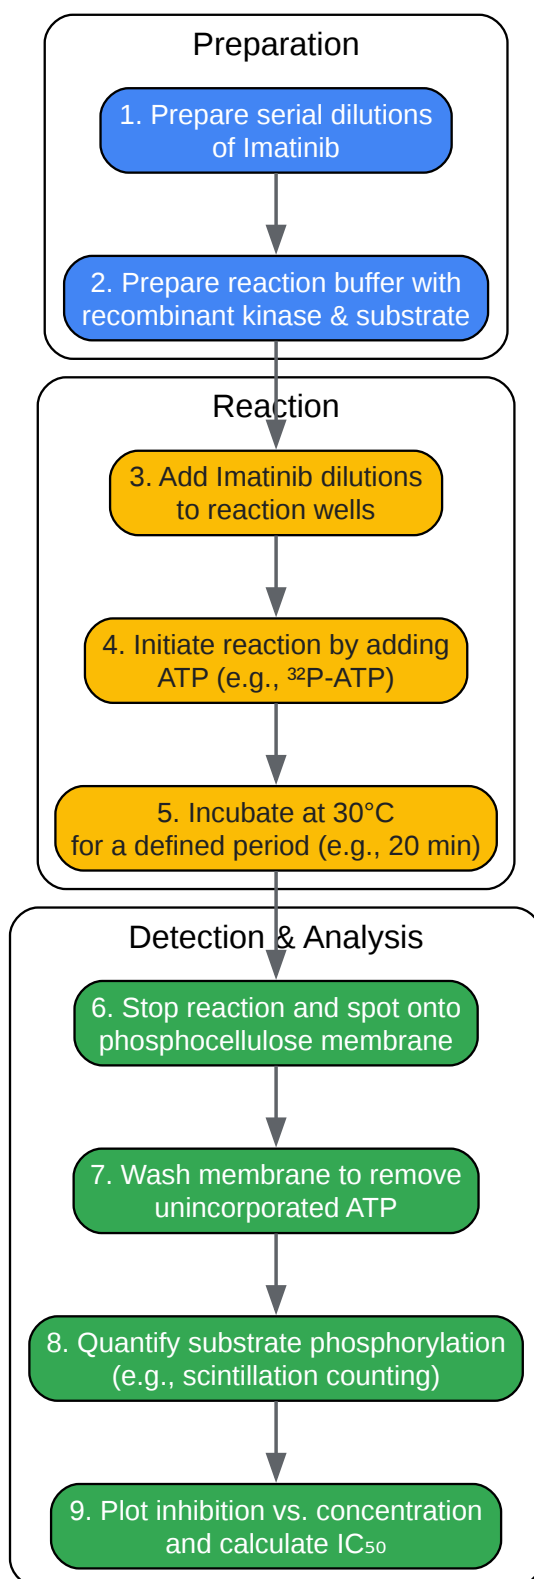 Preparation
1. Prepare serial dilutions
of Imatinib
2. Prepare reaction buffer with
recombinant kinase & substrate
Reaction
3. Add Imatinib dilutions
to reaction wells
4. Initiate reaction by adding
ATP (e.g., ³²P-ATP)
5. Incubate at 30°C
for a defined period (e.g., 20 min)
Detection & Analysis
6. Stop reaction and spot onto
phosphocellulose membrane
7. Wash membrane to remove
unincorporated ATP
8. Quantify substrate phosphorylation
(e.g., scintillation counting)
9. Plot inhibition vs. concentration
and calculate IC₅₀